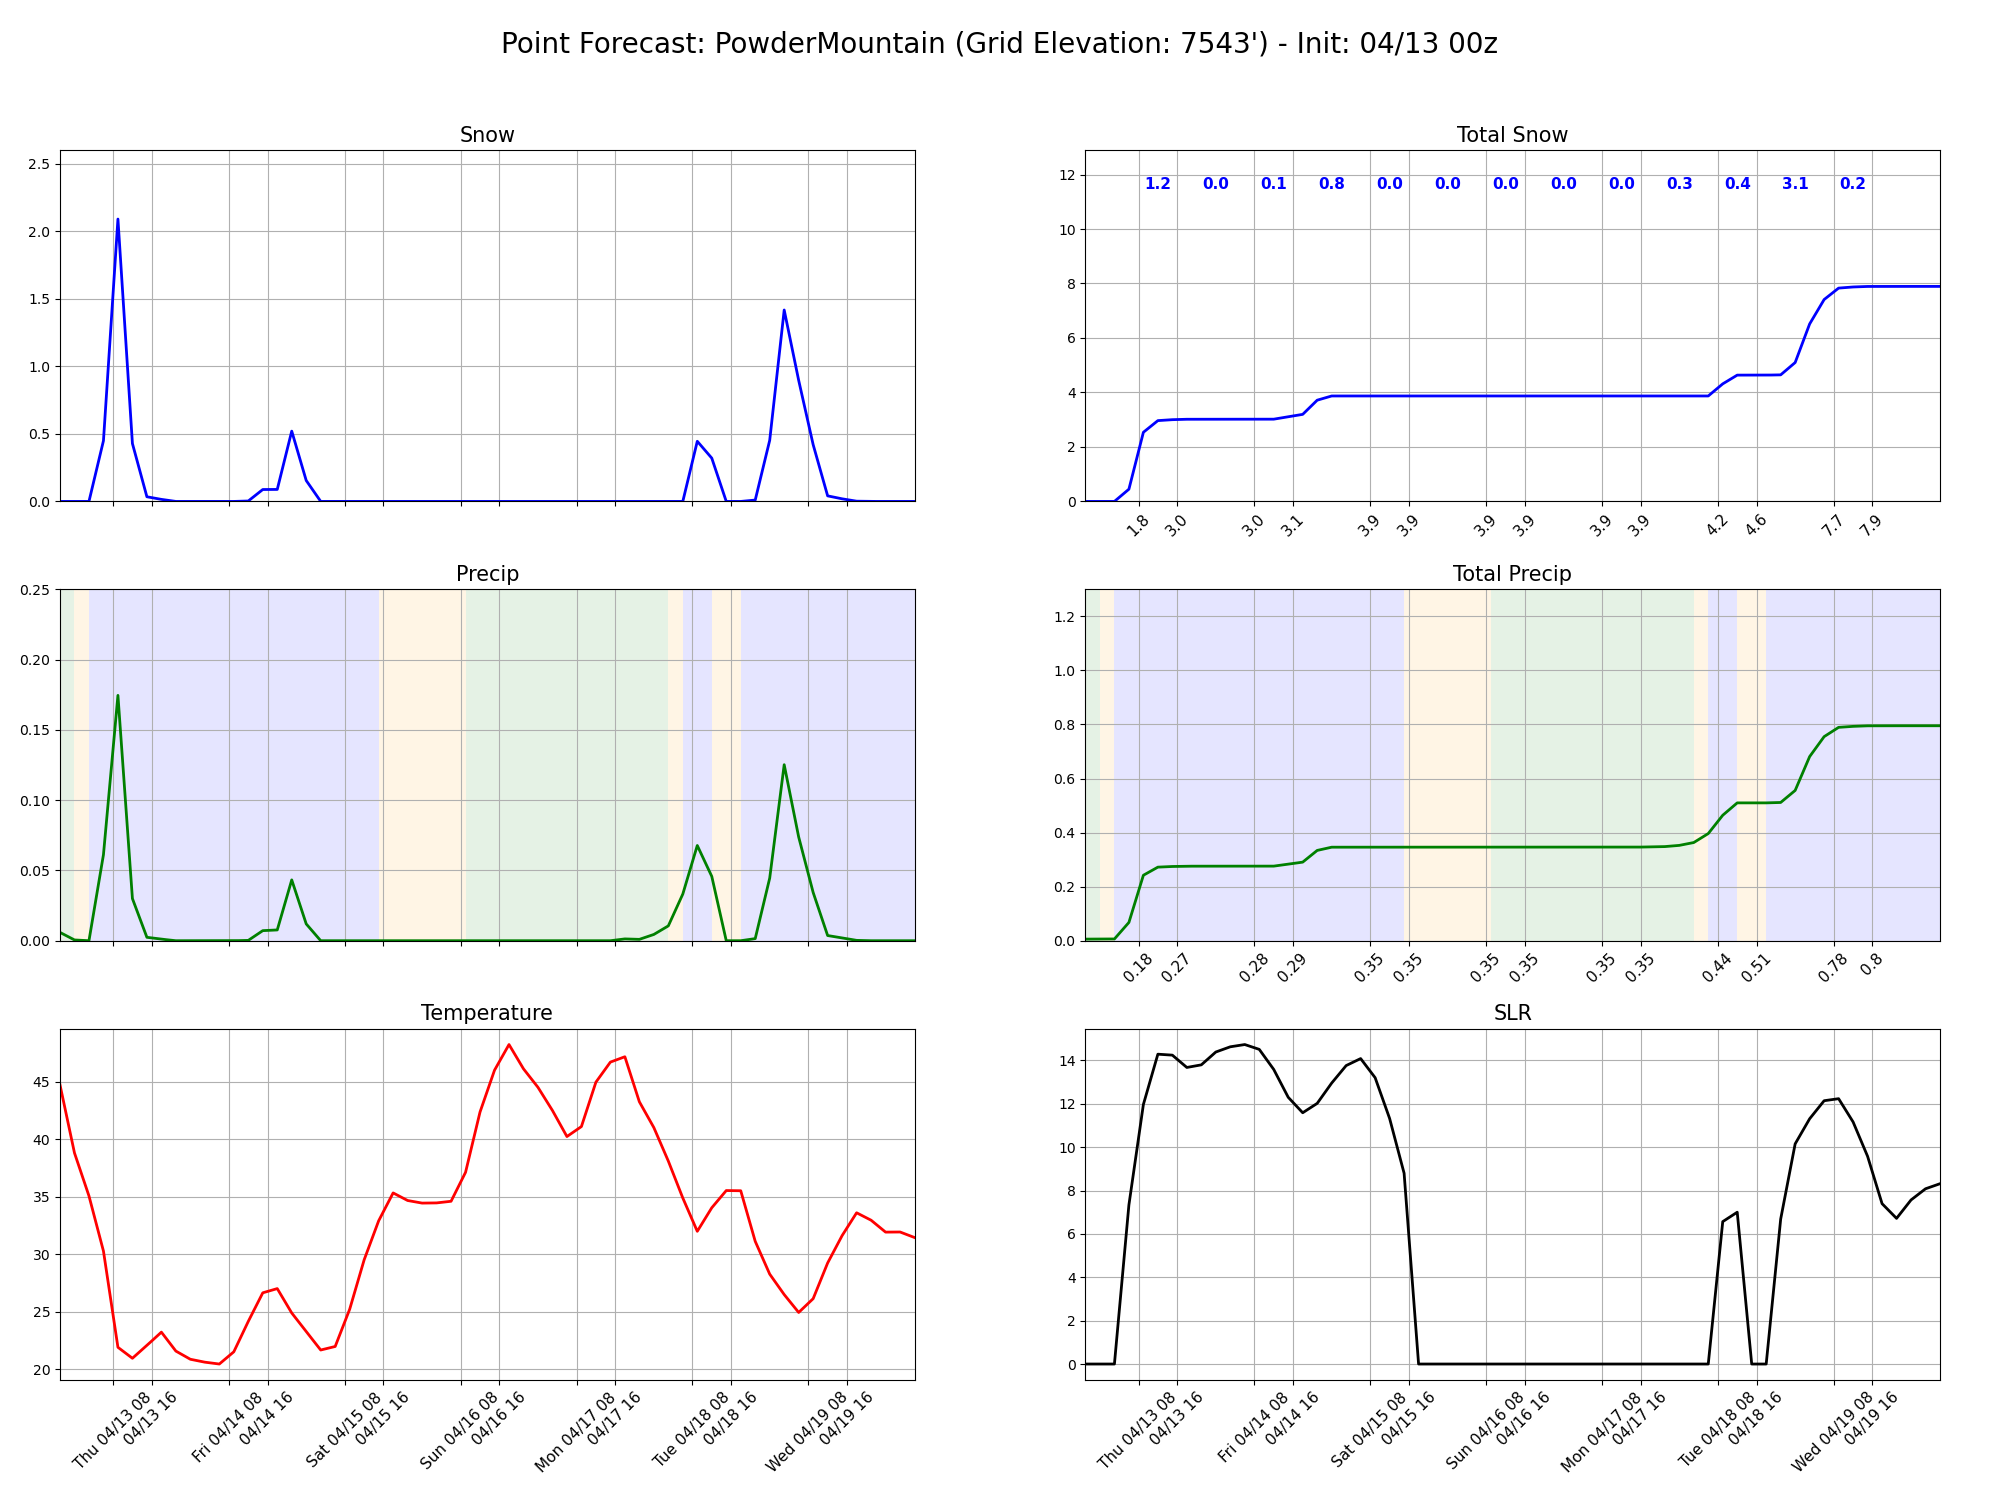 Point Forecast: PowderMountain (Grid Elevation: 7543') - Init: 04/13 00z
Snow
2.5
2.0
1.5
1.0
0.5
0.0
Total Snow
12
10
8
6
4
2
0
1.2 0.0 0.1 0.8 0.0 0.0 0.0 0.0 0.0 0.3 0.4 3.1 0.2
1.8 3.0 3.0 3.1 3.9 3.9 3.9 3.9 3.9 3.9 4.2 4.6 7.7 7.9
Precip
0.25
0.20
0.15
0.10
0.05
0.00
Total Precip
1.2
1.0
0.8
0.6
0.4
0.2
0.0
0.18 0.27 0.28 0.29 0.35 0.35 0.35 0.35 0.35 0.35 0.44 0.51 0.78 0.8
Temperature
45
40
35
30
25
20
Thu 04/13 08
04/13 16
Fri 04/14 08
04/14 16
Sat 04/15 08
04/15 16
Sun 04/16 08
04/16 16
Mon 04/17 08
04/17 16
Tue 04/18 08
04/18 16
Wed 04/19 08
04/19 16
SLR
14
12
10
8
6
4
2
0
Thu 04/13 08
04/13 16
Fri 04/14 08
04/14 16
Sat 04/15 08
04/15 16
Sun 04/16 08
04/16 16
Mon 04/17 08
04/17 16
Tue 04/18 08
04/18 16
Wed 04/19 08
04/19 16